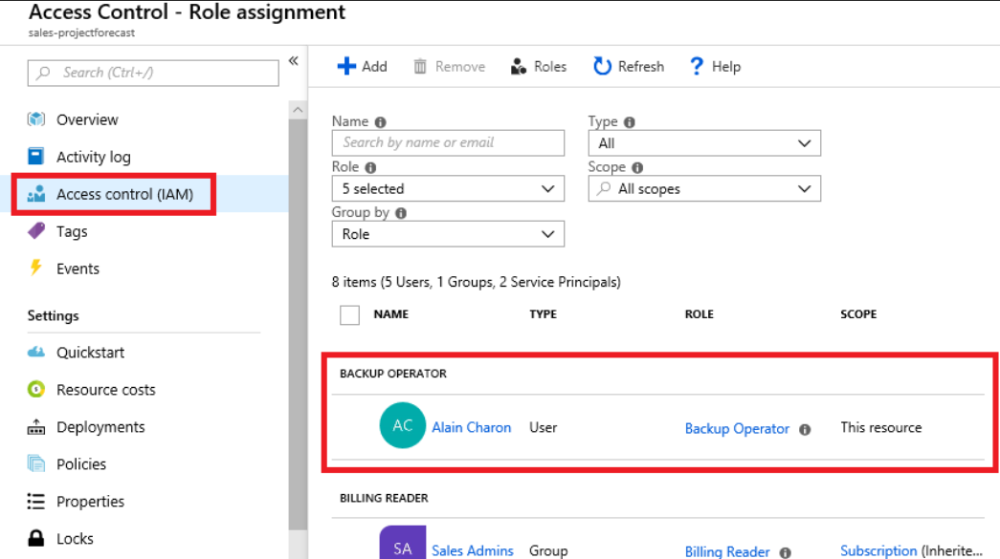 Access Control - Role assignment
sales-projectforecast
Search (Ctrl+/)
«
Overview
Activity log
Access control (IAM)
Tags
Events
Settings
Quickstart
Resource costs
Deployments
Policies
Properties
Locks
Add Remove Roles Refresh ? Help
Name Type
Search by name or email All
Role Scope
5 selected All scopes
Group by
Role
8 items (5 Users, 1 Groups, 2 Service Principals)
NAME TYPE ROLE SCOPE
BACKUP OPERATOR
AC Alain Charon User Backup Operator This resource
BILLING READER
SA Sales Admins Group Billing Reader Subscription (Inherite...